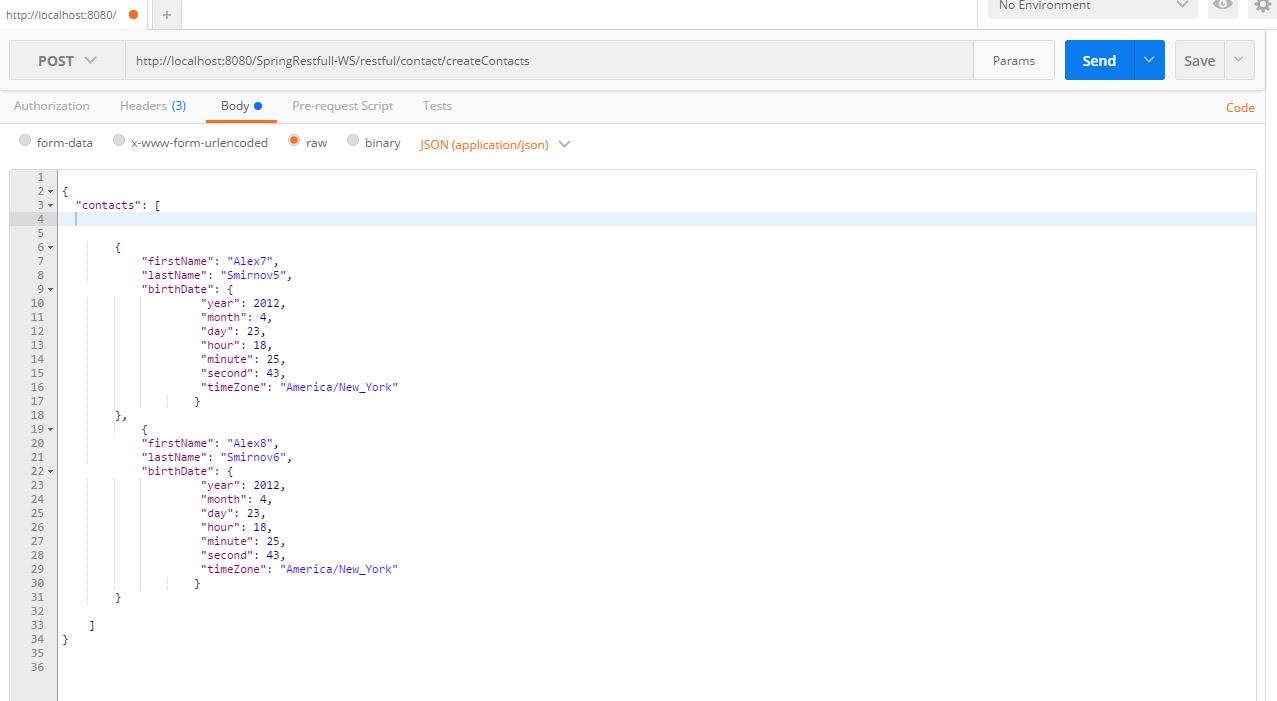 http://localhost:8080/
+
No Environment
POST
http://localhost:8080/SpringRestfull-WS/restful/contact/createContacts
Params
Send
Save
Authorization Headers (3) Body Pre-request Script Tests Code
form-data x-www-form-urlencoded raw binary JSON (application/json)
1
2 {
3 "contacts": [
4
5
6 {
7 "firstName": "Alex7",
8 "lastName": "Smirnov5",
9 "birthDate": {
10 "year": 2012,
11 "month": 4,
12 "day": 23,
13 "hour": 18,
14 "minute": 25,
15 "second": 43,
16 "timeZone": "America/New_York"
17 }
18 },
19 {
20 "firstName": "Alex8",
21 "lastName": "Smirnov6",
22 "birthDate": {
23 "year": 2012,
24 "month": 4,
25 "day": 23,
26 "hour": 18,
27 "minute": 25,
28 "second": 43,
29 "timeZone": "America/New_York"
30 }
31 }
32
33 ]
34 }
35
36